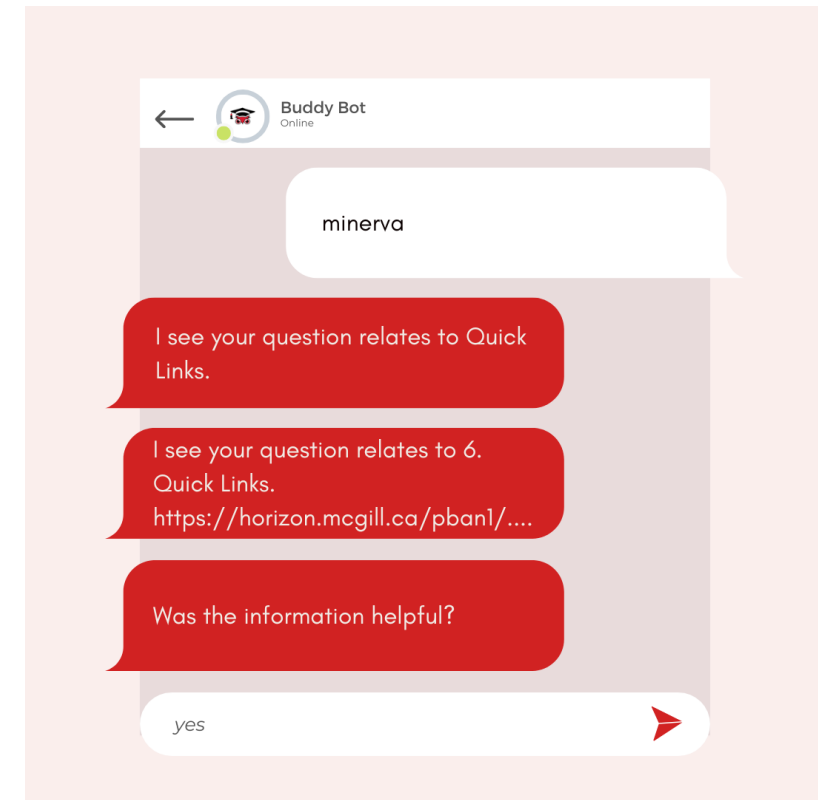 Buddy Bot
Online
minerva
I see your question relates to Quick
Links.
I see your question relates to 6.
Quick Links.
https://horizon.mcgill.ca/pban1/....
Was the information helpful?
yes